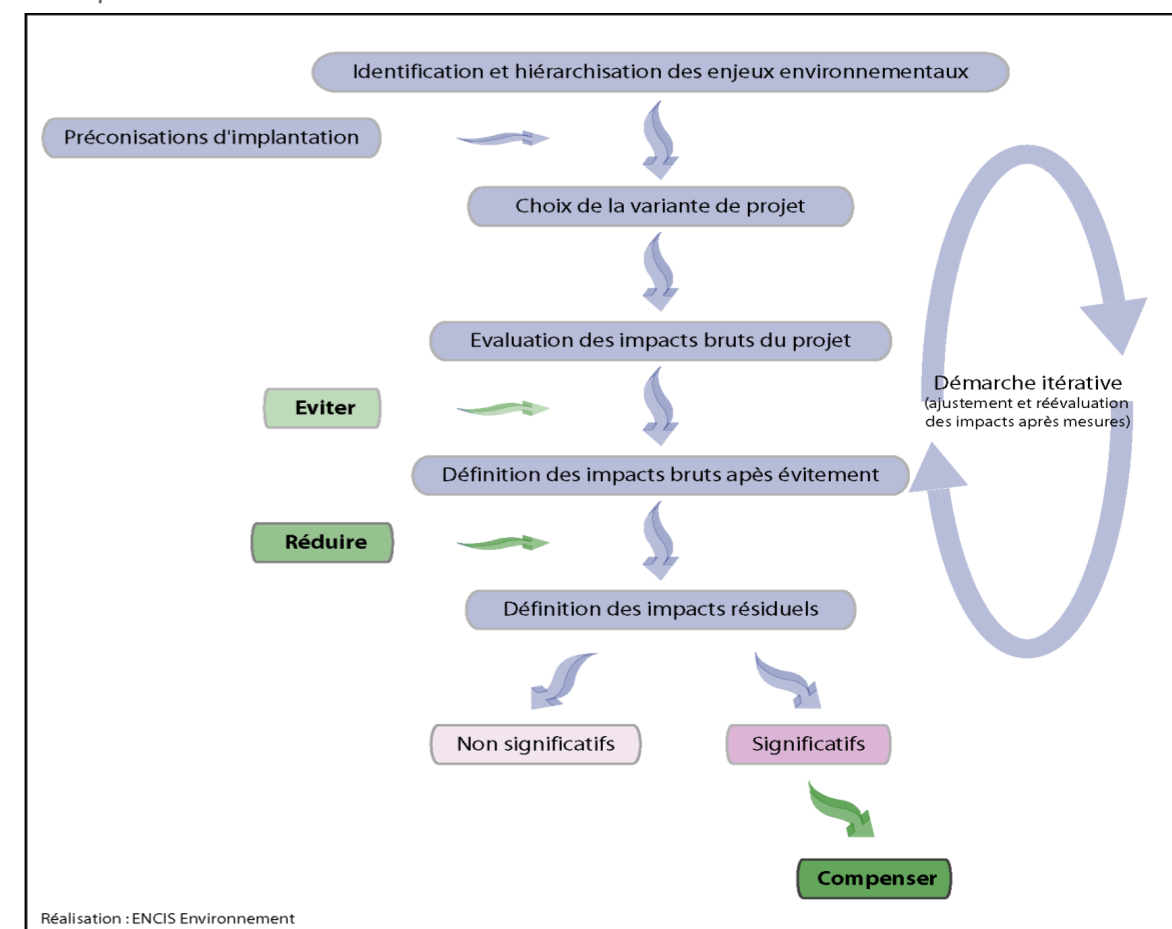 Identification et hiérarchisation des enjeux environnementaux
Préconisations d'implantation
Choix de la variante de projet
Evaluation des impacts bruts du projet
Démarche itérative
(ajustement et réévaluation
des impacts après mesures)
Eviter
Définition des impacts bruts apès évitement
Réduire
Définition des impacts résiduels
Non significatifs
Significatifs
Compenser
Réalisation : ENCIS Environnement